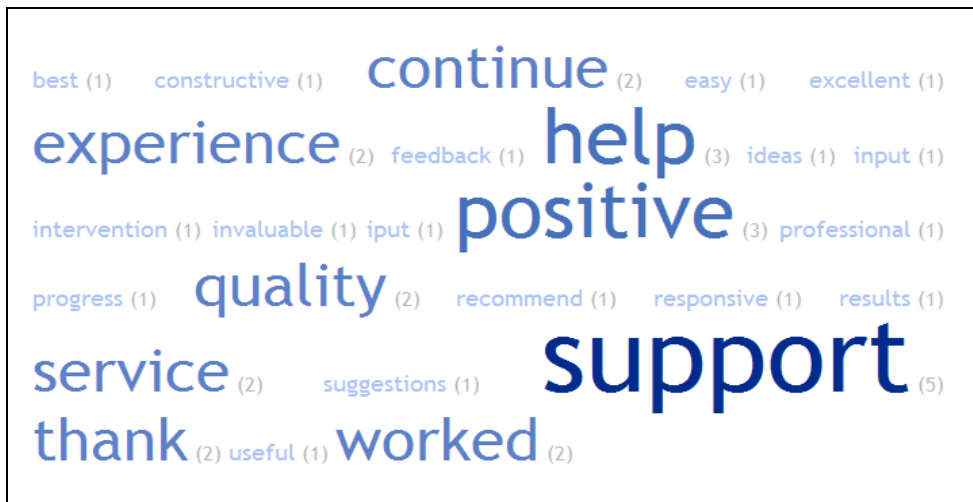 best (1) constructive (1) continue (2) easy (1) excellent (1)
experience (2) feedback (1) help (3) ideas (1) input (1)
intervention (1) invaluable (1) iput (1) positive (3) professional (1)
progress (1) quality (2) recommend (1) responsive (1) results (1)
service (2) suggestions (1) support (5)
thank (2) useful (1) worked (2)